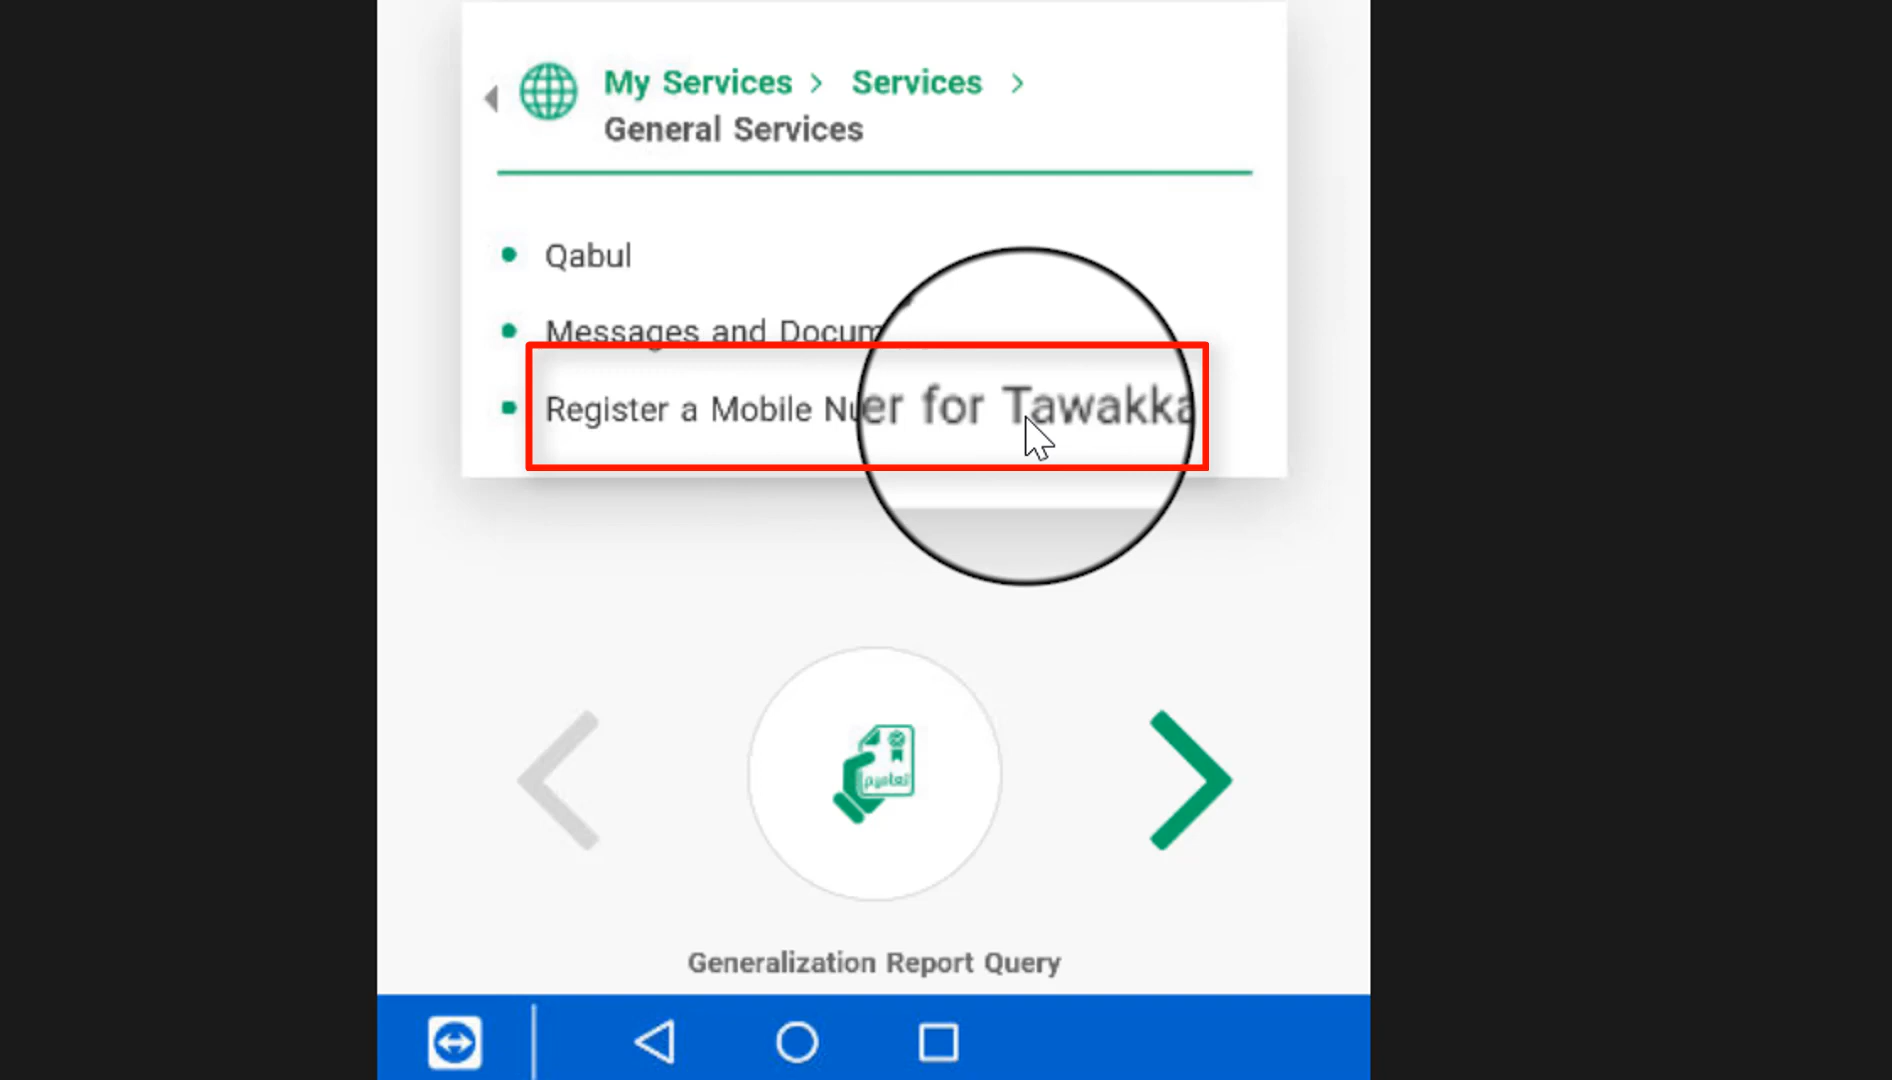 My Services > Services >
General Services
Qabul
Messages and Docum
Register a Mobile Nuer for Tawakka
Generalization Report Query